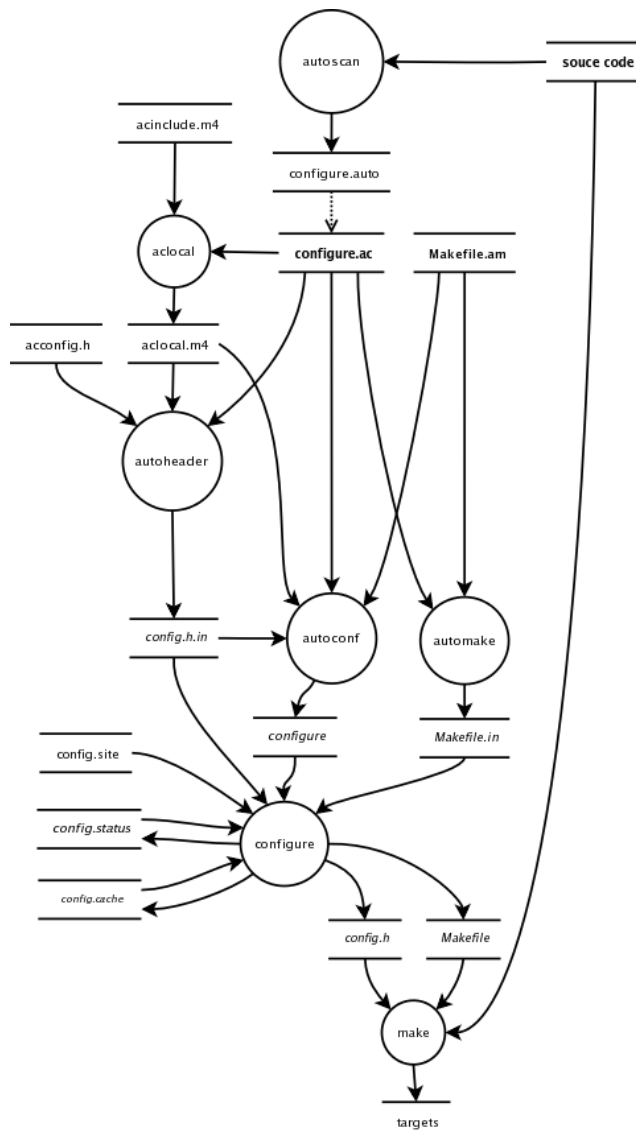 autoscan
souce code
acinclude.m4
configure.auto
aclocal
configure.ac
Makefile.am
acconfig.h
aclocal.m4
autoheader
config.h.in
autoconf
automake
configure
Makefile.in
config.site
config.status
configure
config.cache
config.h
Makefile
make
targets